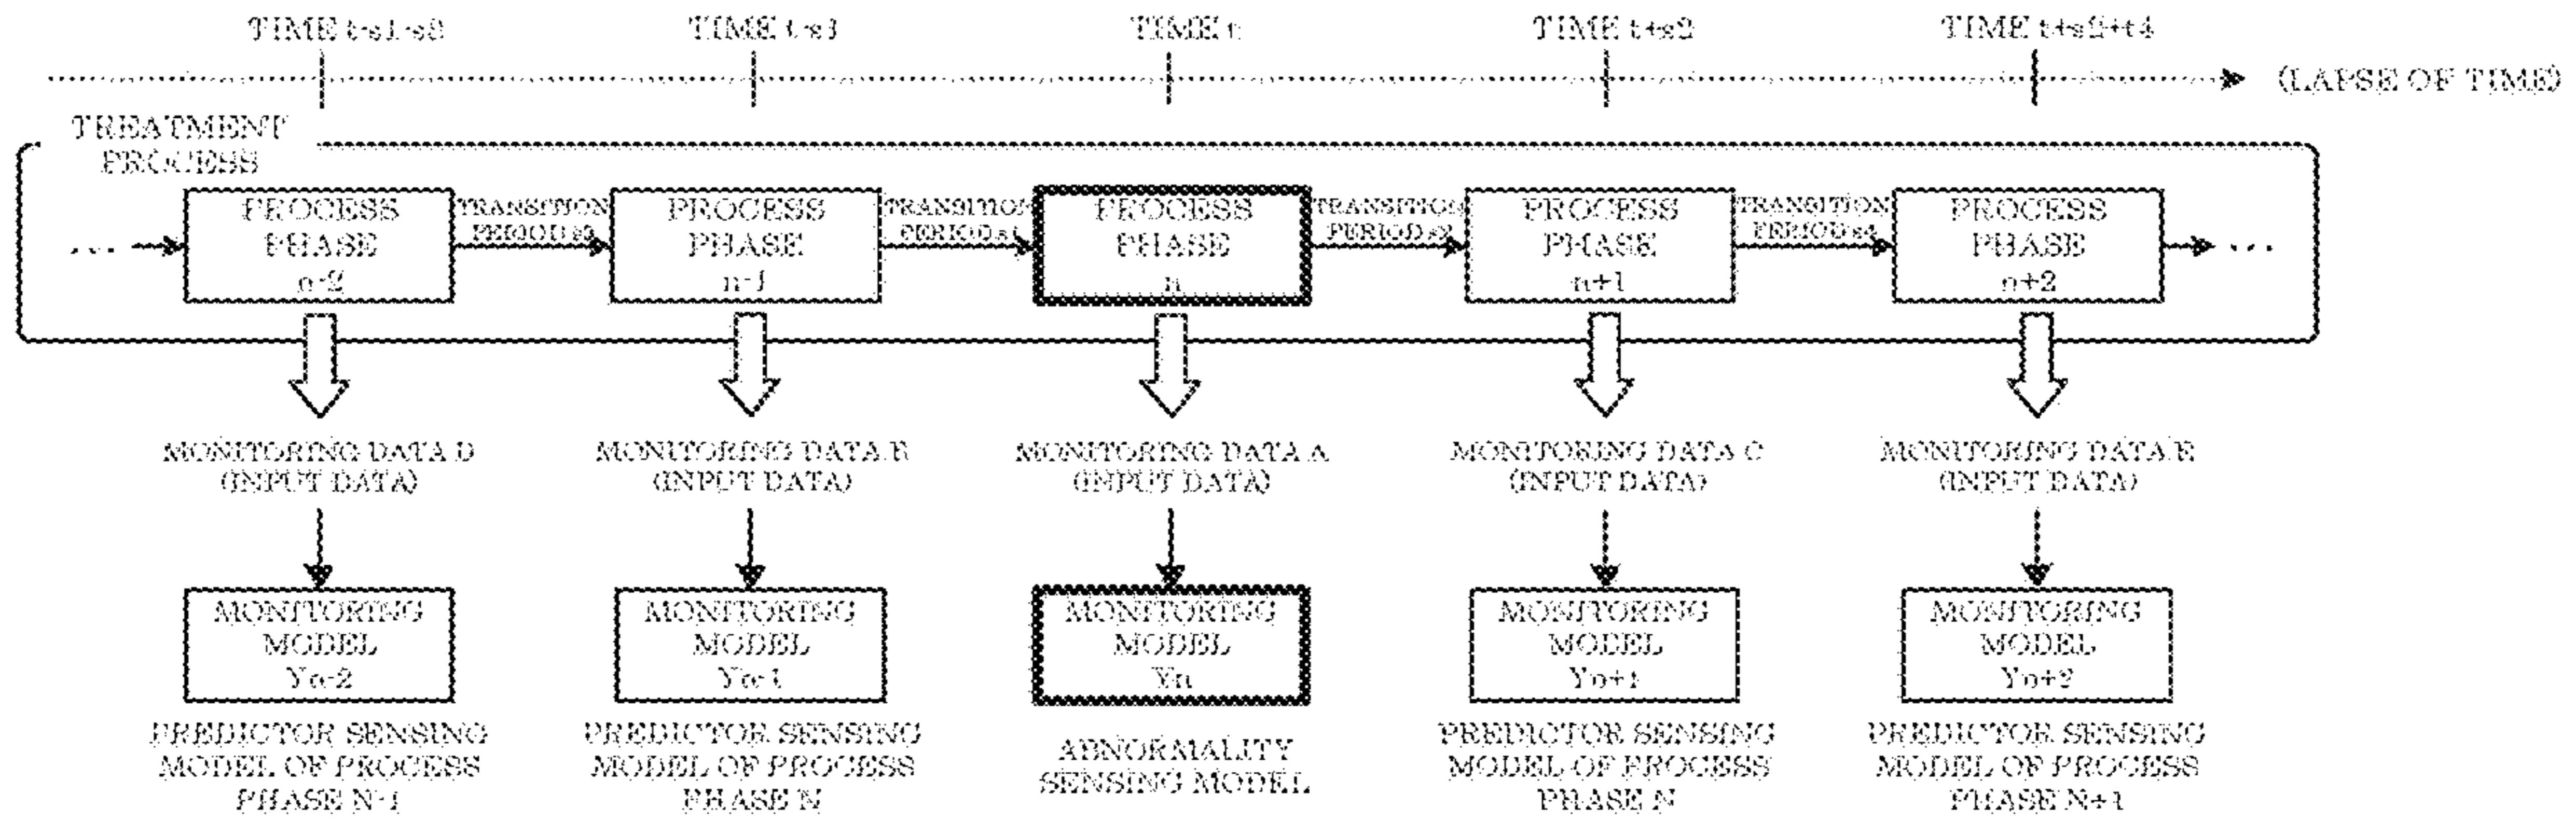 TIME t-s1-s3
TIME t-s1
TIME t
TIME t+s2
TIME t+s2+t4
(LAPSE OF TIME)
TREATMENT
PROCESS
PROCESS
PHASE
n-2
TRANSITION
PERIOD s3
PROCESS
PHASE
n-1
TRANSITION
PERIOD s1
PROCESS
PHASE
n
TRANSITION
PERIOD s2
PROCESS
PHASE
n+1
TRANSITION
PERIOD s4
PROCESS
PHASE
n+2
MONITORING DATA D
(INPUT DATA)
MONITORING DATA B
(INPUT DATA)
MONITORING DATA A
(INPUT DATA)
MONITORING DATA C
(INPUT DATA)
MONITORING DATA E
(INPUT DATA)
MONITORING
MODEL
Yn-2
MONITORING
MODEL
Yn-1
MONITORING
MODEL
Yn
MONITORING
MODEL
Yn+1
MONITORING
MODEL
Yn+2
PREDICTOR SENSING
MODEL OF PROCESS
PHASE N-1
PREDICTOR SENSING
MODEL OF PROCESS
PHASE N
ABNORMALITY
SENSING MODEL
PREDICTOR SENSING
MODEL OF PROCESS
PHASE N
PREDICTOR SENSING
MODEL OF PROCESS
PHASE N+1